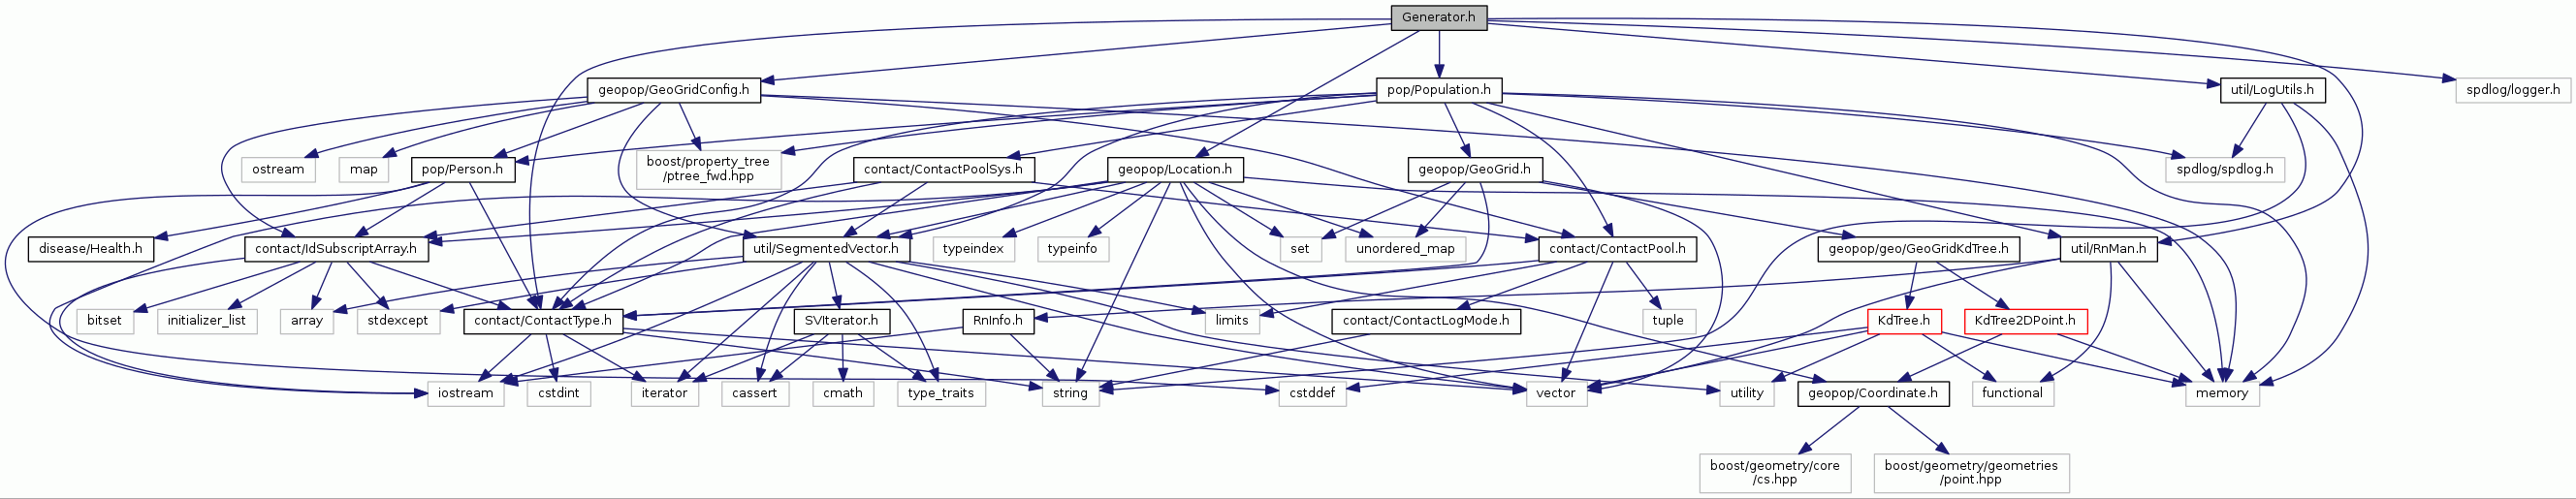 Generator.h
geopop/GeoGridConfig.h
pop/Population.h
util/LogUtils.h
spdlog/logger.h
ostream
map
pop/Person.h
boost/property_tree
/ptree_fwd.hpp
contact/ContactPoolSys.h
geopop/Location.h
geopop/GeoGrid.h
spdlog/spdlog.h
disease/Health.h
contact/IdSubscriptArray.h
util/SegmentedVector.h
typeindex
typeinfo
set
unordered_map
contact/ContactPool.h
geopop/geo/GeoGridKdTree.h
util/RnMan.h
bitset
initializer_list
array
stdexcept
contact/ContactType.h
SVIterator.h
RnInfo.h
limits
contact/ContactLogMode.h
tuple
KdTree.h
KdTree2DPoint.h
iostream
cstdint
iterator
cassert
cmath
type_traits
string
cstddef
vector
utility
geopop/Coordinate.h
functional
memory
boost/geometry/core
/cs.hpp
boost/geometry/geometries
/point.hpp